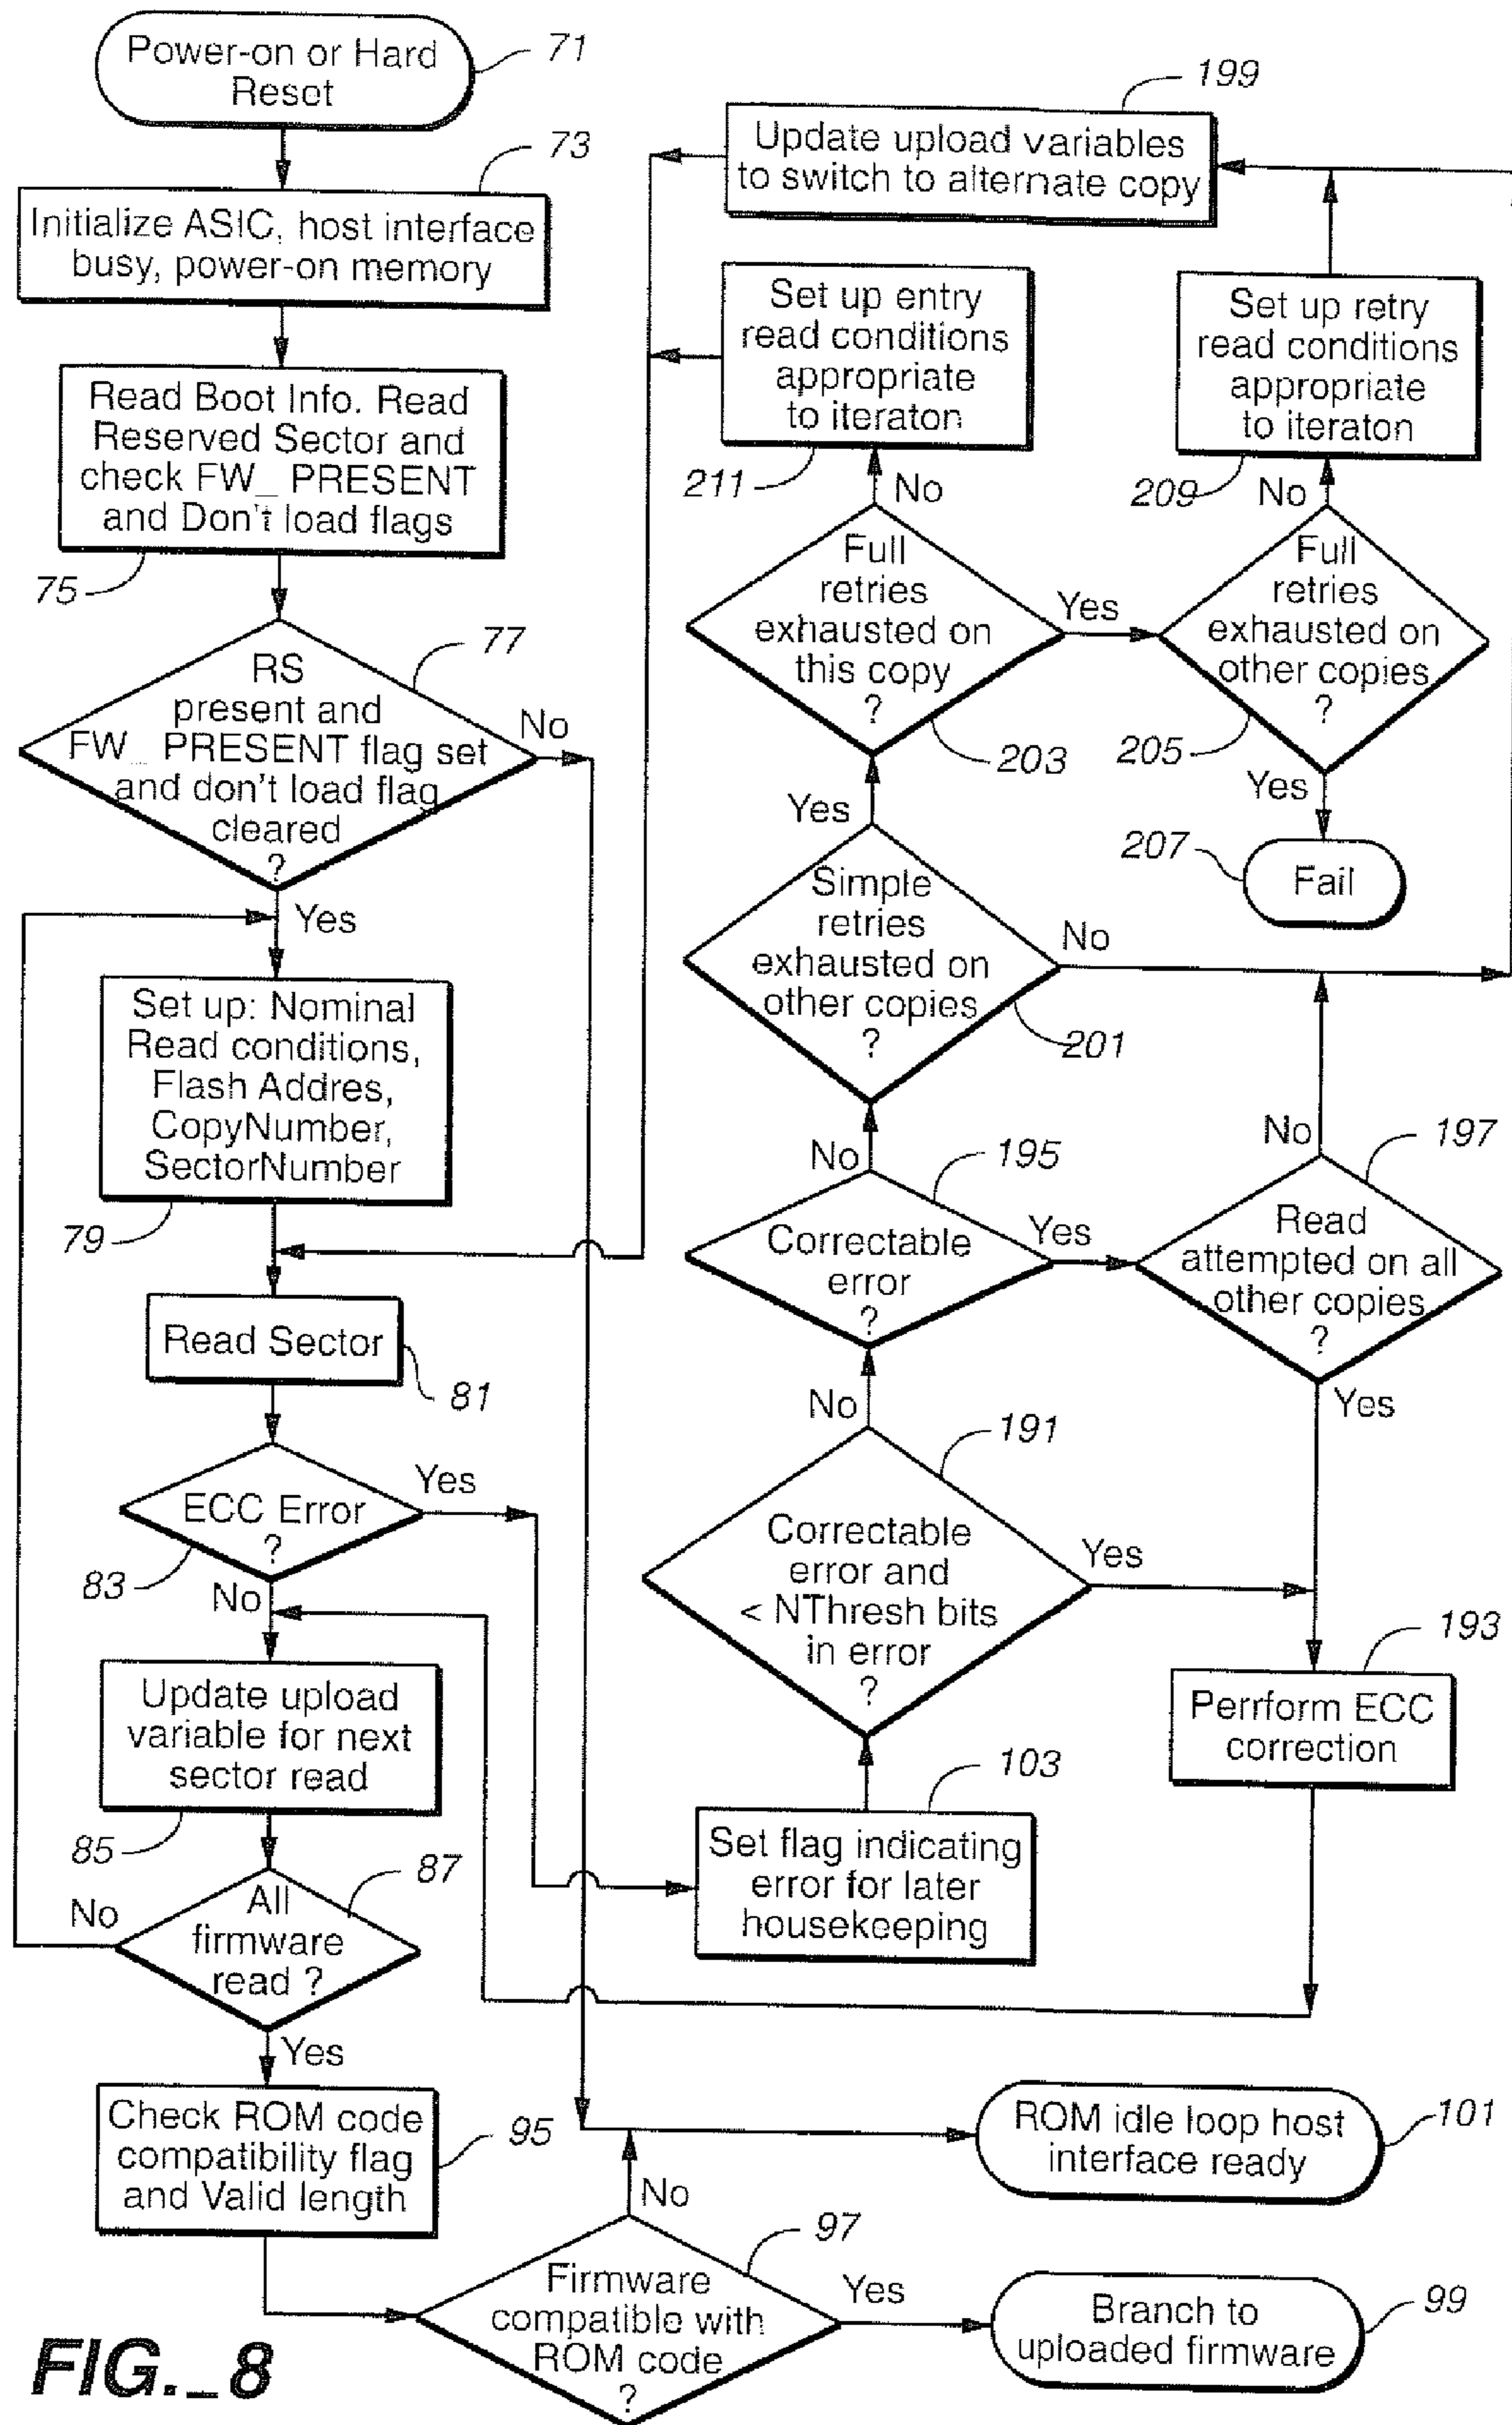 Power-on or Hard
Reset
71
73
Initialize ASIC, host interface
busy, power-on memory
Read Boot Info. Read
Reserved Sector and
check FW_ PRESENT
and Don't load flags
75
77
RS
present and
FW_ PRESENT flag set
and don't load flag
cleared
?
No
Yes
Set up: Nominal
Read conditions,
Flash Addres,
CopyNumber,
SectorNumber
79
Read Sector
81
ECC Error
?
Yes
83
No
Update upload
variable for next
sector read
85
87
All
firmware
read ?
No
Yes
Check ROM code
compatibility flag
and Valid length
95
199
Update upload variables
to switch to alternate copy
Set up entry
read conditions
appropriate
to iteraton
211
No
Set up retry
read conditions
appropriate
to iteraton
209
No
Full
retries
exhausted on
this copy
?
Yes
203
Full
retries
exhausted on
other copies
?
205
Yes
207
Fail
Yes
Simple
retries
exhausted on
other copies
?
No
201
No
195
Correctable
error
?
Yes
No
197
Read
attempted on all
other copies
?
Yes
No
191
Correctable
error and
< NThresh bits
in error
?
Yes
193
Perrform ECC
correction
103
Set flag indicating
error for later
housekeeping
ROM idle loop host
interface ready
101
No
97
Firmware
compatible with
ROM code
?
Yes
Branch to
uploaded firmware
99
FIG._8